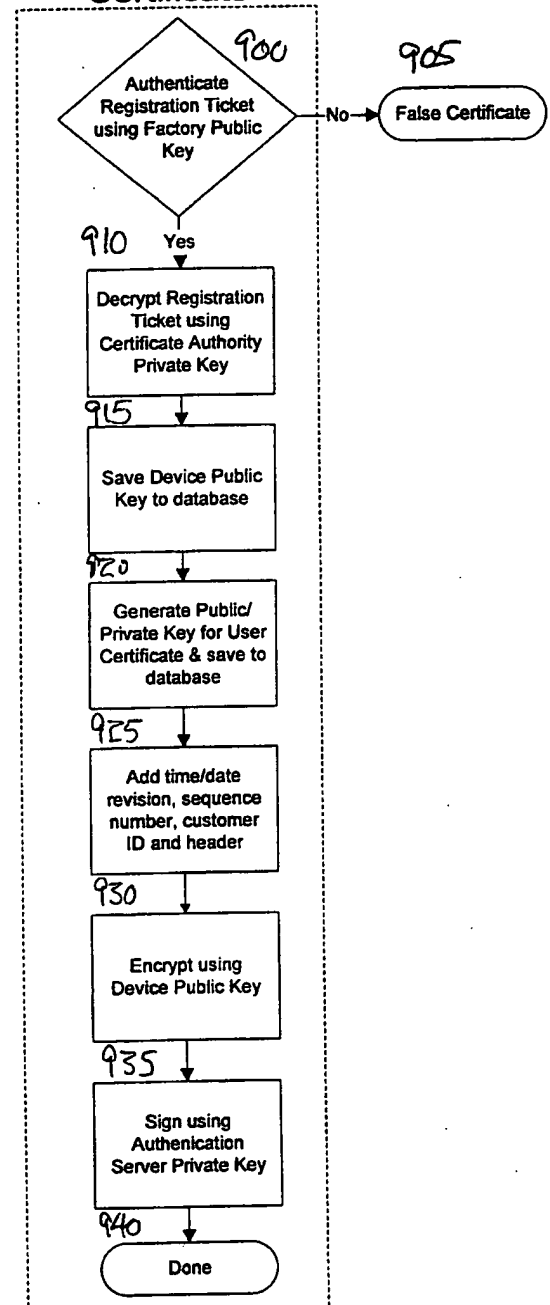 Certificate
900
905
Authenticate
Registration Ticket
using Factory Public
Key
No
False Certificate
910
Yes
Decrypt Registration
Ticket using
Certificate Authority
Private Key
915
Save Device Public
Key to database
920
Generate Public/
Private Key for User
Certificate & save to
database
925
Add time/date
revision, sequence
number, customer
ID and header
930
Encrypt using
Device Public Key
935
Sign using
Authenication
Server Private Key
940
Done